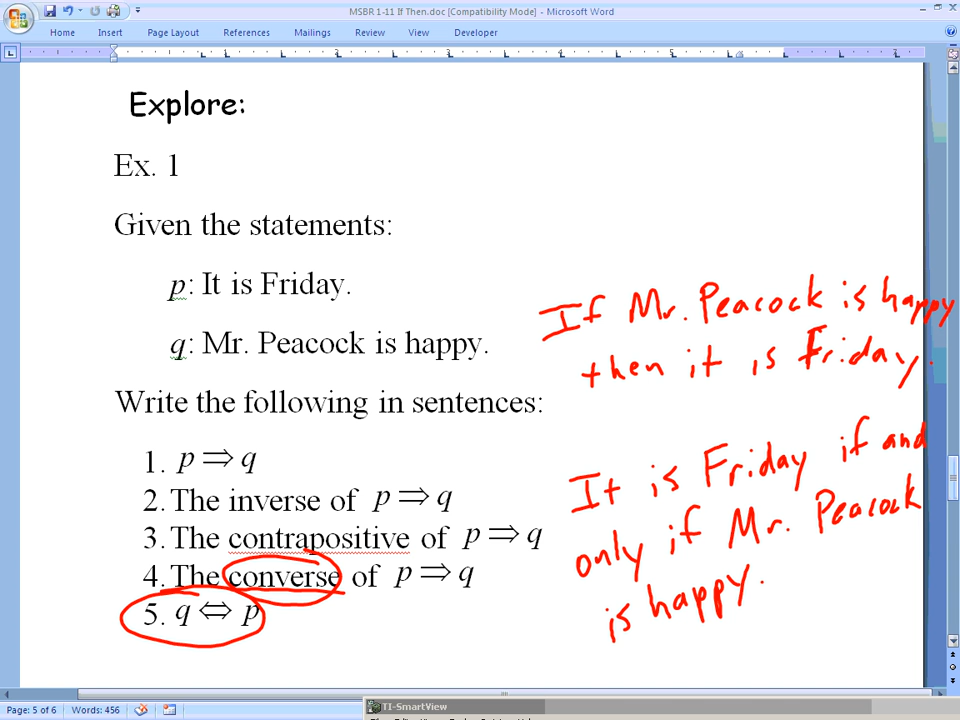 MSBR 1-11 If Then.doc [Compatibility Mode] - Microsoft Word
Home Insert Page Layout References Mailings Review View Developer
Explore:
Ex. 1
Given the statements:
p: It is Friday.
q: Mr. Peacock is happy.
Write the following in sentences:
1. p ⇒ q
2. The inverse of p ⇒ q
3. The contrapositive of p ⇒ q
4. The converse of p ⇒ q
5. q ⇔ p
If Mr. Peacock is happy
then it is Friday.
It is Friday if and
only if Mr. Peacock
is happy.
Page: 5 of 6 Words: 456
TI-SmartView